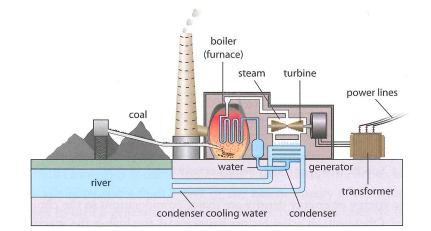 boiler
(furnace)
steam
turbine
power lines
coal
water
generator
river
transformer
condenser cooling water
condenser